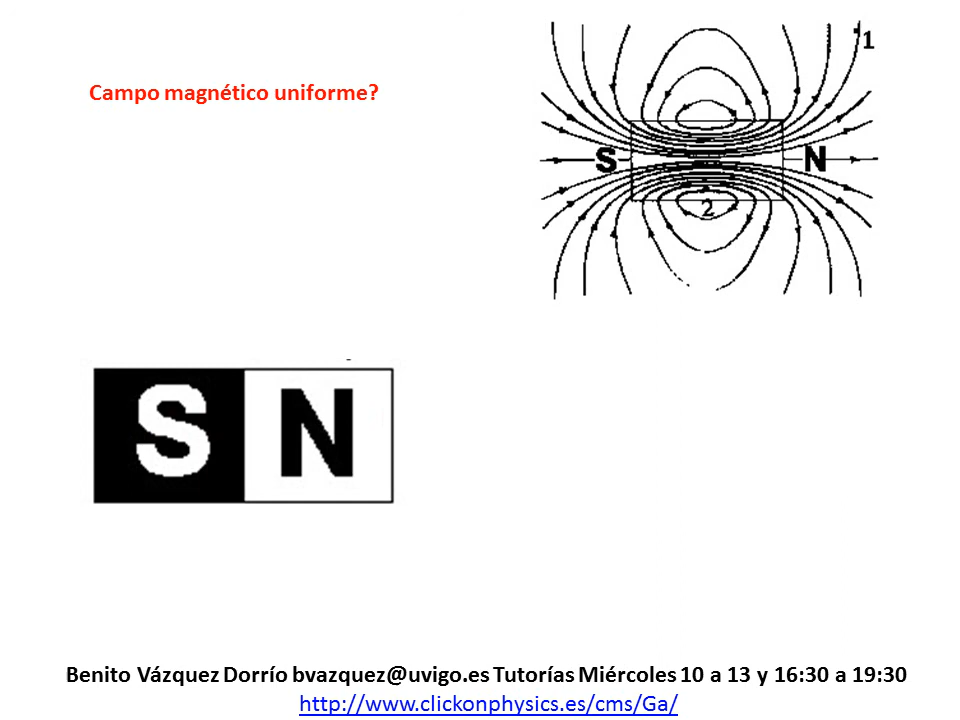 1
Campo magnético uniforme?
S N
2
S N
Benito Vázquez Dorrío bvazquez@uvigo.es Tutorías Miércoles 10 a 13 y 16:30 a 19:30
http://www.clickonphysics.es/cms/Ga/